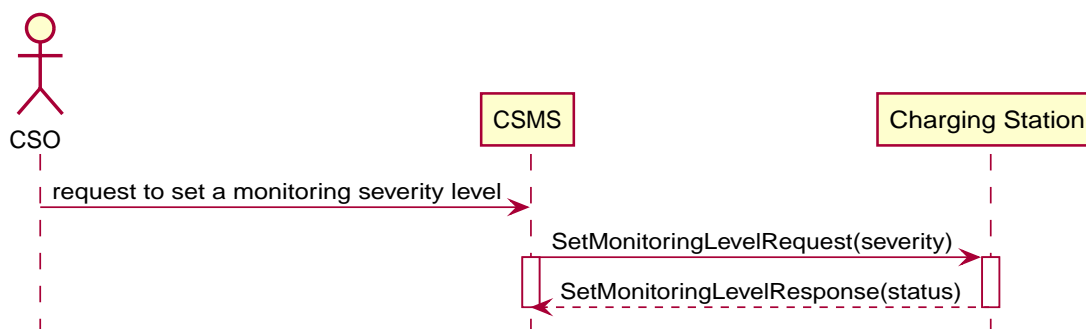 CSO
CSMS
Charging Station
request to set a monitoring severity level
SetMonitoringLevelRequest(severity)
SetMonitoringLevelResponse(status)